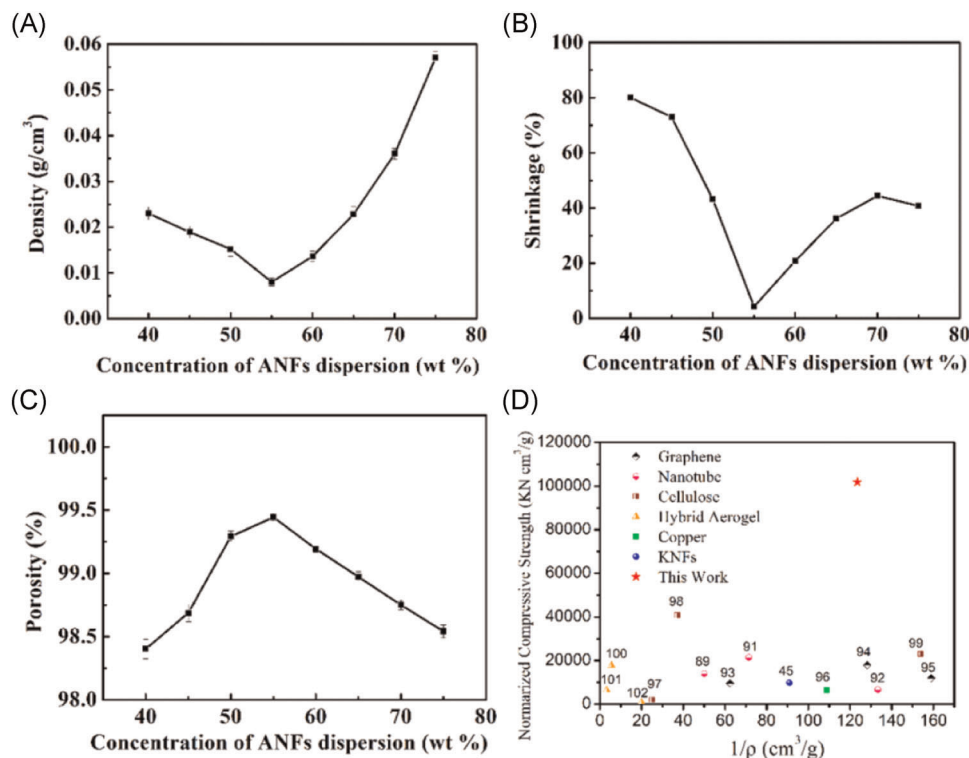 (A)
0.06
0.05
0.04
0.03
0.02
0.01
0.00
Density (g/cm³)
40 50 60 70 80
Concentration of ANFs dispersion (wt %)
(B)
100
80
60
40
20
0
Shrinkage (%)
40 50 60 70 80
Concentration of ANFs dispersion (wt %)
(C)
100.0
99.5
99.0
98.5
98.0
Porosity (%)
40 50 60 70 80
Concentration of ANFs dispersion (wt %)
(D)
120000
100000
80000
60000
40000
20000
0
Normarized Compressive Strength (KN cm³/g)
Graphene
Nanotube
Cellulose
Hybrid Aerogel
Copper
KNFs
This Work
98
100
101
102
97
89
93
91
45
96
94
92
99
95
0 20 40 60 80 100 120 140 160
1/ρ (cm³/g)